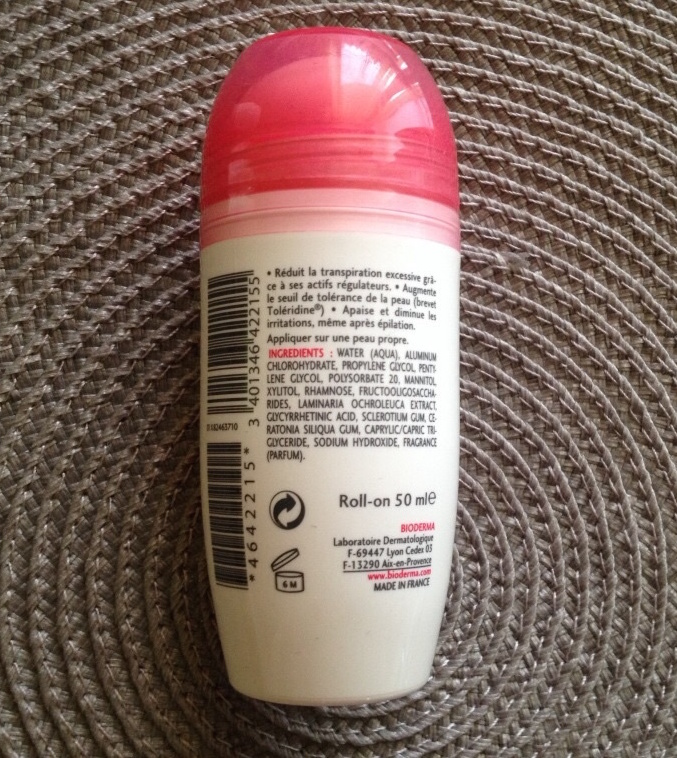 • Réduit la transpiration excessive grâ-
ce à ses actifs régulateurs. • Augmente
le seuil de tolérance de la peau (brevet
Toléridine®) • Apaise et diminue les
irritations, même après épilation.
Appliquer sur une peau propre.
INGREDIENTS : WATER (AQUA), ALUMINUM
CHLOROHYDRATE, PROPYLENE GLYCOL, PENTY-
LENE GLYCOL, POLYSORBATE 20, MANNITOL,
XYLITOL, RHAMNOSE, FRUCTOOLIGOSACCHA-
RIDES, LAMINARIA OCHROLEUCA EXTRACT,
GLYCYRRHETINIC ACID, SCLEROTIUM GUM, CE-
RATONIA SILIQUA GUM, CAPRYLIC/CAPRIC TRI-
GLYCERIDE, SODIUM HYDROXIDE, FRAGRANCE
(PARFUM).
3 401346 422155
*4642215*
Roll-on 50 ml℮
BIODERMA
Laboratoire Dermatologique
F-69447 Lyon Cedex 03
F-13290 Aix-en-Provence
www.bioderma.com
MADE IN FRANCE
6 M